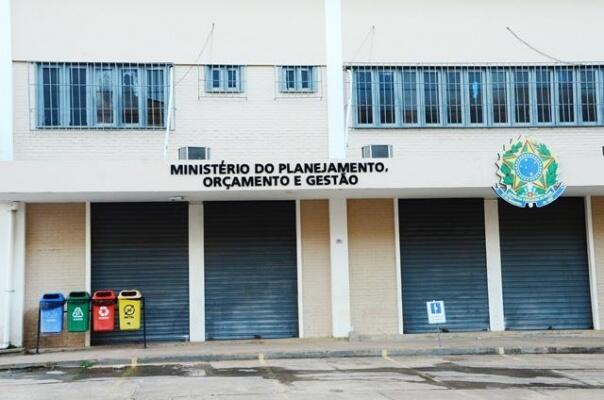 MINISTÉRIO DO PLANEJAMENTO,
ORÇAMENTO E GESTÃO